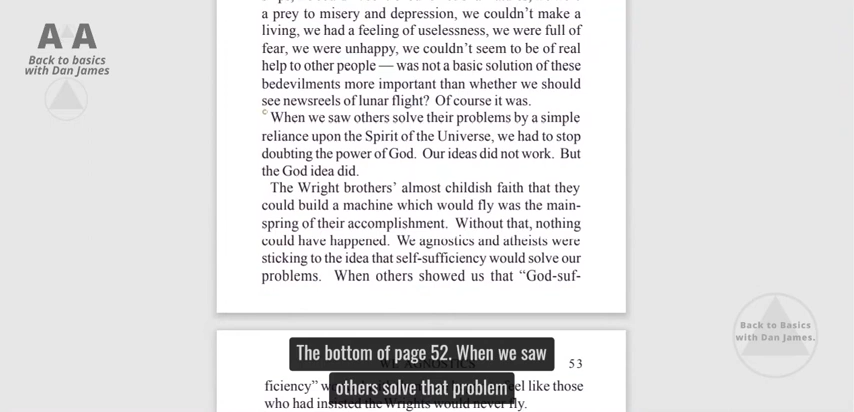 AA
Back to basics
with Dan James
a prey to misery and depression, we couldn't make a
living, we had a feeling of uselessness, we were full of
fear, we were unhappy, we couldn't seem to be of real
help to other people — was not a basic solution of these
bedevilments more important than whether we should
see newsreels of lunar flight? Of course it was.
When we saw others solve their problems by a simple
reliance upon the Spirit of the Universe, we had to stop
doubting the power of God. Our ideas did not work. But
the God idea did.
The Wright brothers' almost childish faith that they
could build a machine which would fly was the main-
spring of their accomplishment. Without that, nothing
could have happened. We agnostics and atheists were
sticking to the idea that self-sufficiency would solve our
problems. When others showed us that “God-suf-
Back to Basics
with Dan James.
53
The bottom of page 52. When we saw
others solve that problem
ficiency” feel like those
who had insisted the Wrights would never fly.